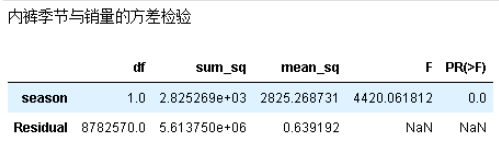 内裤季节与销量的方差检验
df sum_sq mean_sq F PR(>F)
season 1.0 2.825269e+03 2825.268731 4420.061812 0.0
Residual 8782570.0 5.613750e+06 0.639192 NaN NaN